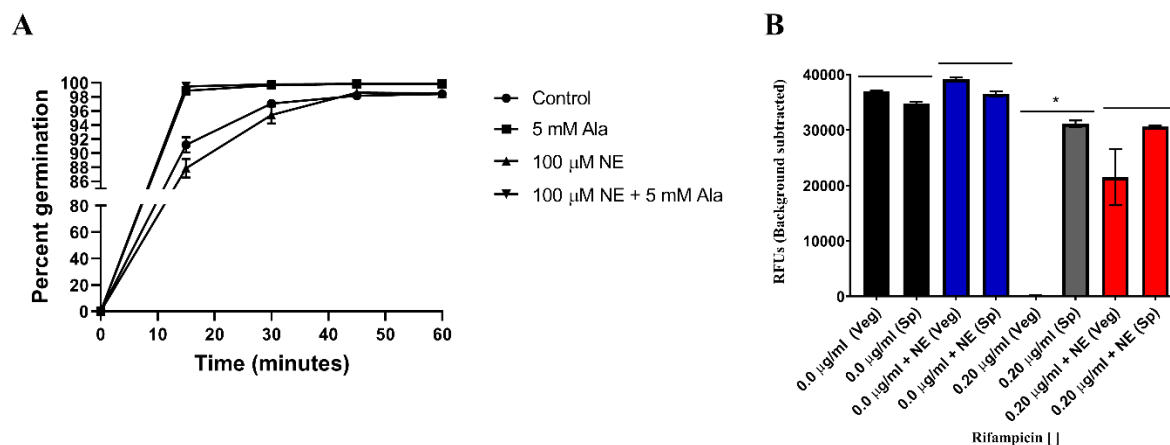 A
Percent germination
100
98
96
94
92
90
88
86
80
60
40
20
0
0 10 20 30 40 50 60
Time (minutes)
Control
5 mM Ala
100 μM NE
100 μM NE + 5 mM Ala
B
RFUs (Background subtracted)
40000
30000
20000
10000
0
*
0.0 μg/ml (Veg)
0.0 μg/ml (Sp)
0.0 μg/ml + NE (Veg)
0.0 μg/ml + NE (Sp)
0.20 μg/ml (Veg)
0.20 μg/ml (Sp)
0.20 μg/ml + NE (Veg)
0.20 μg/ml + NE (Sp)
Rifampicin [ ]